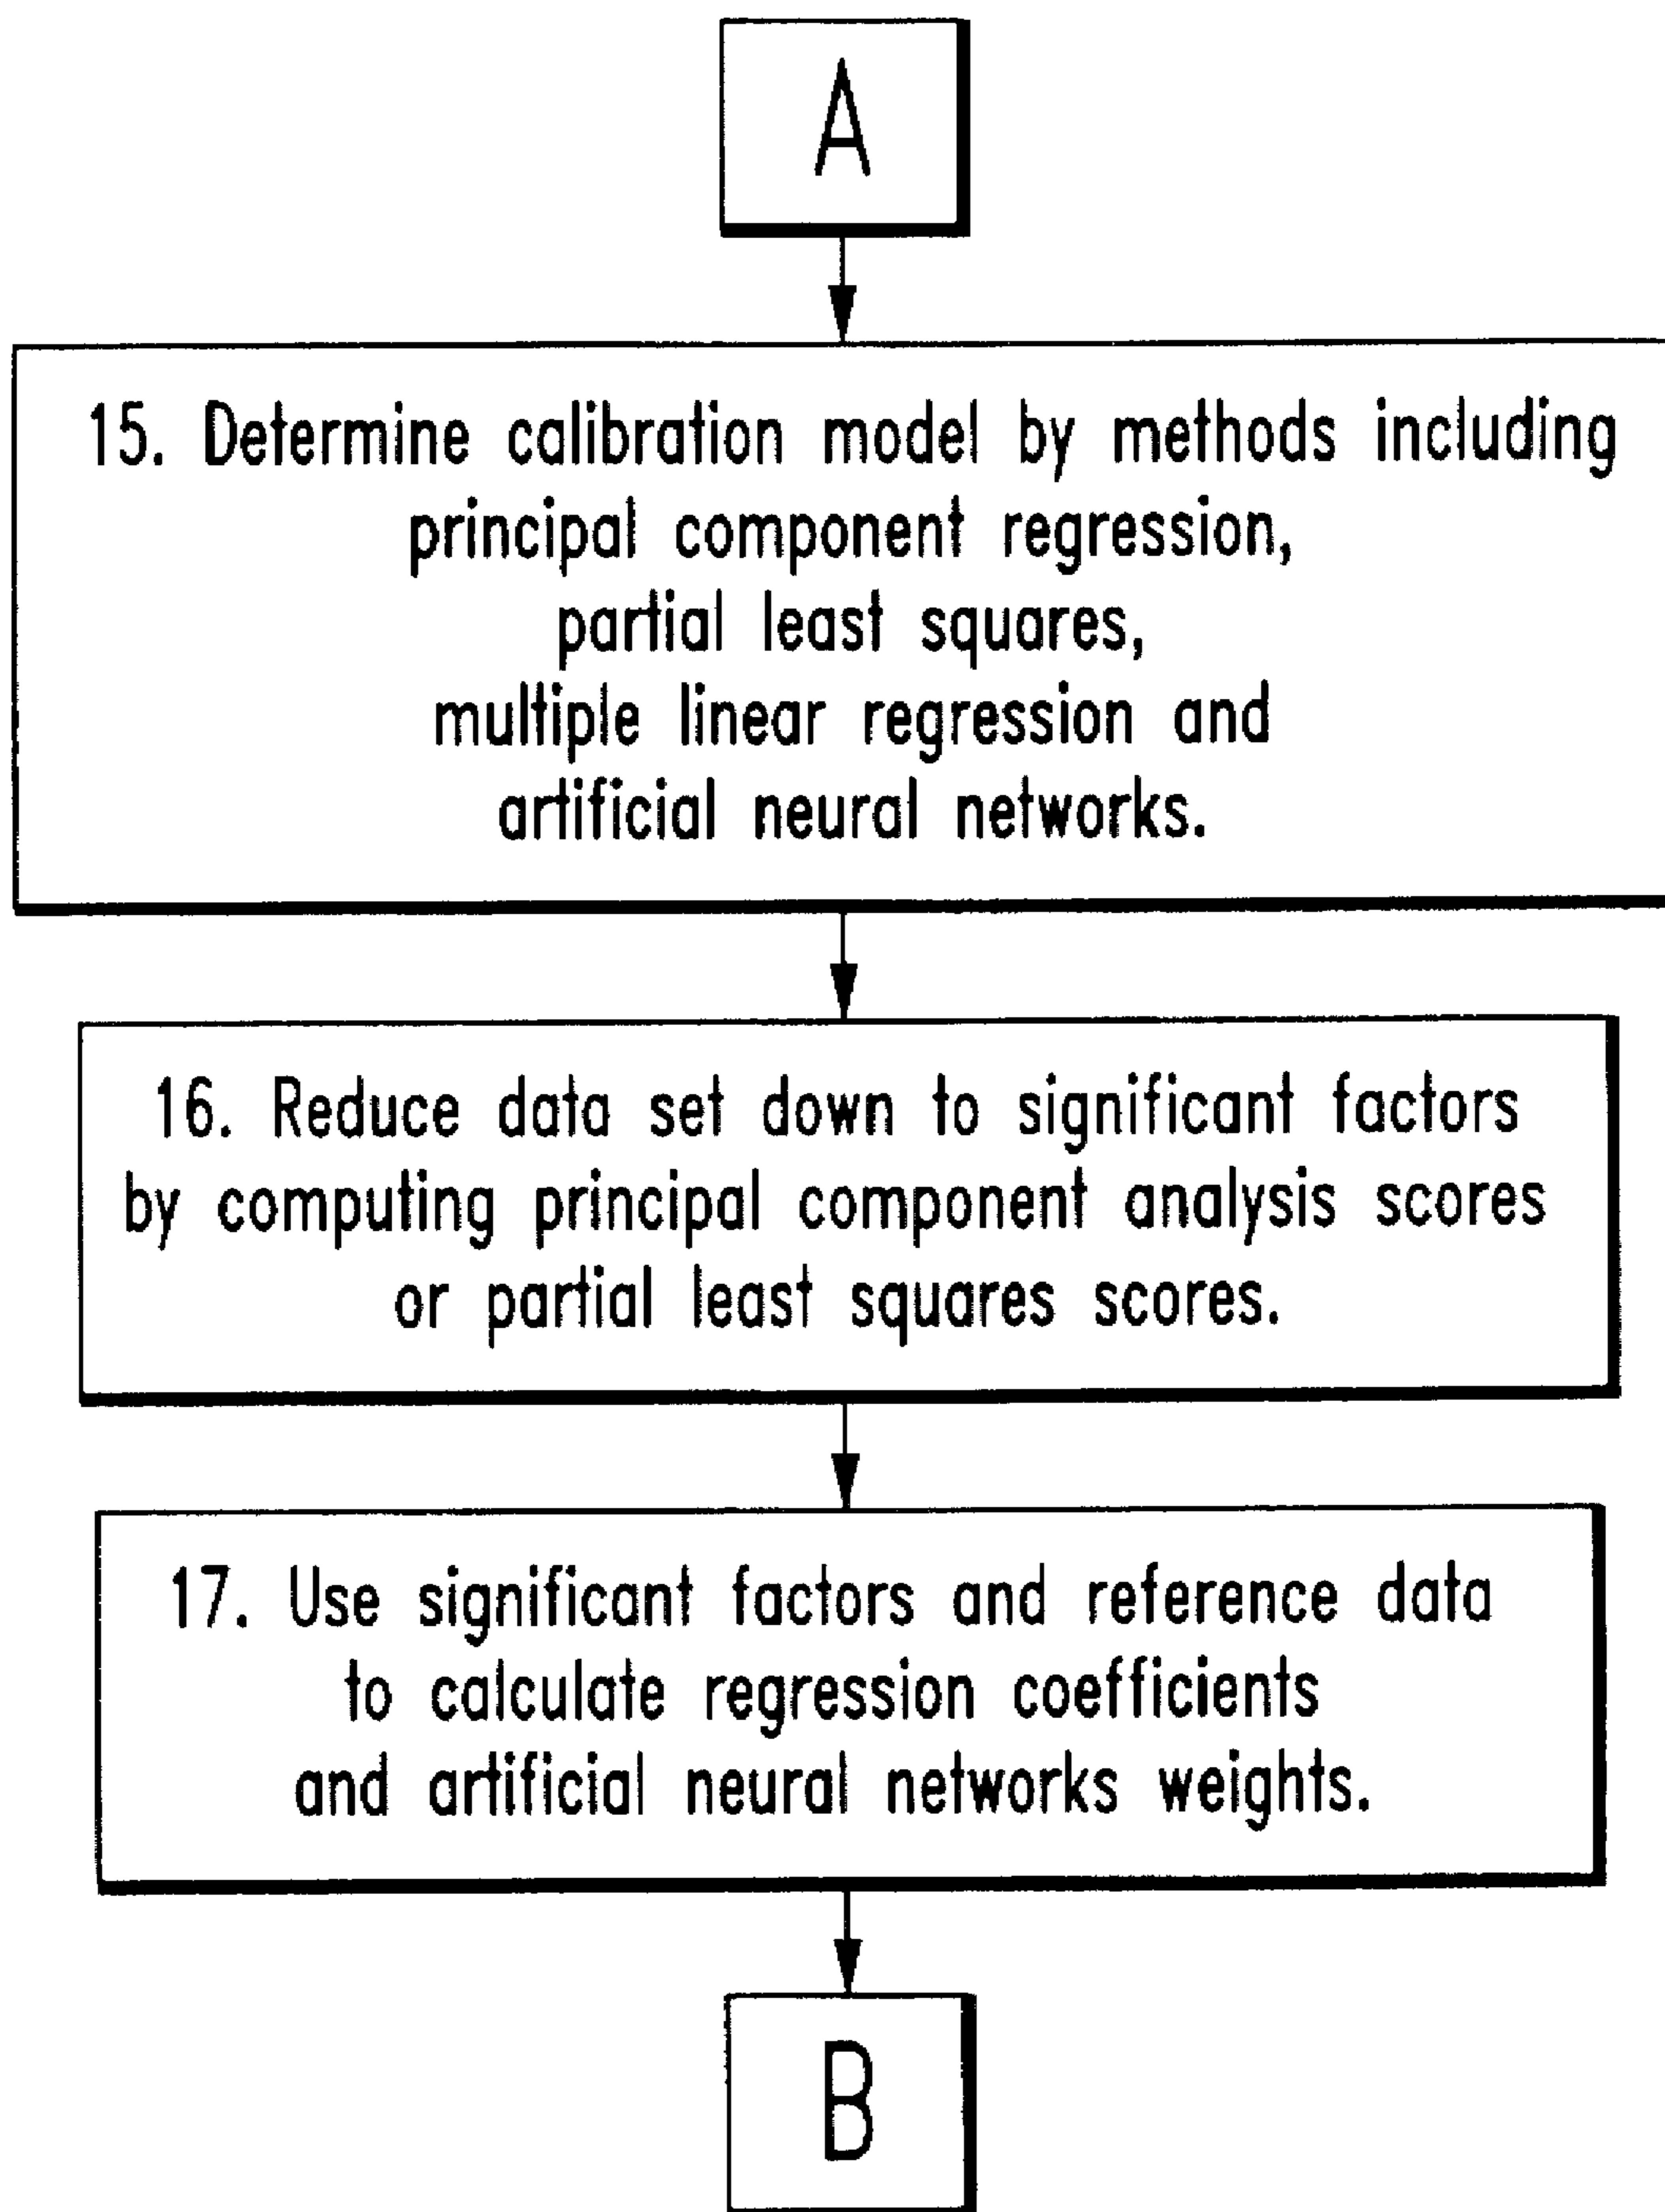 A
15. Determine calibration model by methods including
principal component regression,
partial least squares,
multiple linear regression and
artificial neural networks.
16. Reduce data set down to significant factors
by computing principal component analysis scores
or partial least squares scores.
17. Use significant factors and reference data
to calculate regression coefficients
and artificial neural networks weights.
B